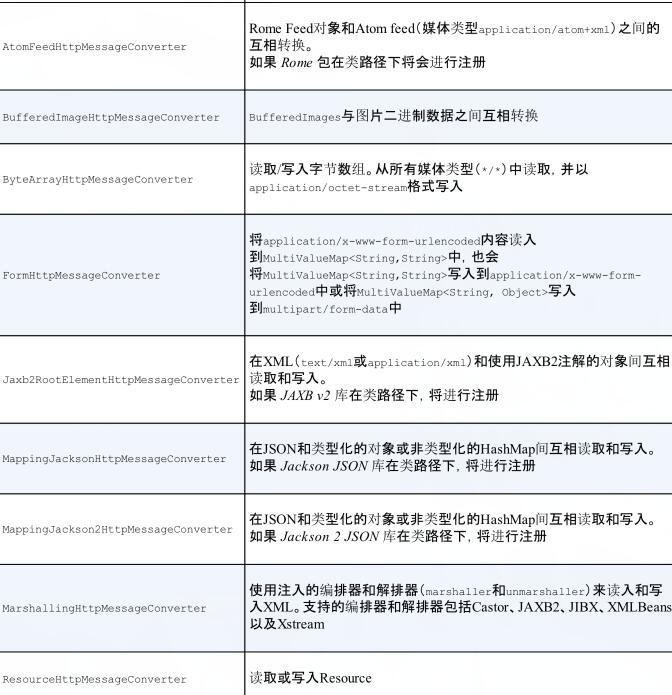 AtomFeedHttpMessageConverter
Rome Feed对象和Atom feed(媒体类型application/atom+xml)之间的
互相转换。
如果 Rome 包在类路径下将会进行注册
BufferedImageHttpMessageConverter
BufferedImages与图片二进制数据之间互相转换
ByteArrayHttpMessageConverter
读取/写入字节数组。从所有媒体类型(*/*)中读取, 并以
application/octet-stream格式写入
FormHttpMessageConverter
将application/x-www-form-urlencoded内容读入
到MultiValueMap<String,String>中, 也会
将MultiValueMap<String,String>写入到application/x-www-form-
urlencoded中或将MultiValueMap<String, Object>写入
到multipart/form-data中
Jaxb2RootElementHttpMessageConverter
在XML(text/xml或application/xml)和使用JAXB2注解的对象间互相
读取和写入。
如果 JAXB v2 库在类路径下, 将进行注册
MappingJacksonHttpMessageConverter
在JSON和类型化的对象或非类型化的HashMap间互相读取和写入。
如果 Jackson JSON 库在类路径下, 将进行注册
MappingJackson2HttpMessageConverter
在JSON和类型化的对象或非类型化的HashMap间互相读取和写入。
如果 Jackson 2 JSON 库在类路径下, 将进行注册
MarshallingHttpMessageConverter
使用注入的编排器和解排器(marshaller和unmarshaller)来读入和写
入XML。支持的编排器和解排器包括Castor、JAXB2、JIBX、XMLBeans
以及Xstream
ResourceHttpMessageConverter
读取或写入Resource